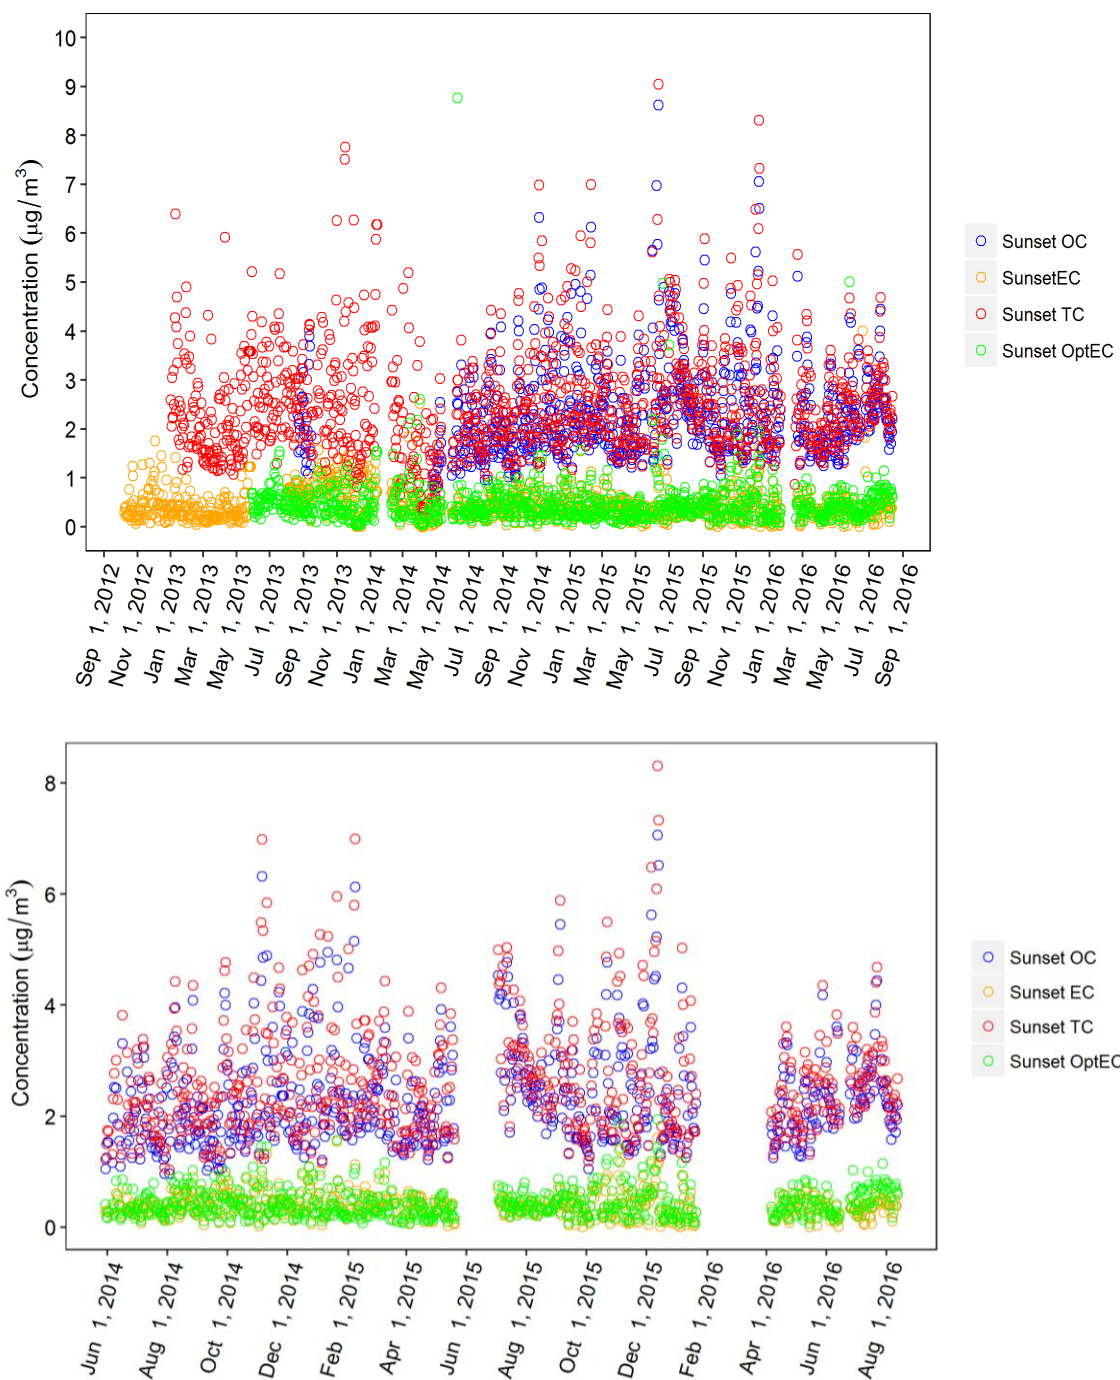 10
9
8
7
6
5
4
3
2
1
0
Concentration (μg/m³)
Sep 1, 2012
Nov 1, 2012
Jan 1, 2013
Mar 1, 2013
May 1, 2013
Jul 1, 2013
Sep 1, 2013
Nov 1, 2013
Jan 1, 2014
Mar 1, 2014
May 1, 2014
Jul 1, 2014
Sep 1, 2014
Nov 1, 2014
Jan 1, 2015
Mar 1, 2015
May 1, 2015
Jul 1, 2015
Sep 1, 2015
Nov 1, 2015
Jan 1, 2016
Mar 1, 2016
May 1, 2016
Jul 1, 2016
Sep 1, 2016
Sunset OC
SunsetEC
Sunset TC
Sunset OptEC
8
6
4
2
0
Concentration (μg/m³)
Jun 1, 2014
Aug 1, 2014
Oct 1, 2014
Dec 1, 2014
Feb 1, 2015
Apr 1, 2015
Jun 1, 2015
Aug 1, 2015
Oct 1, 2015
Dec 1, 2015
Feb 1, 2016
Apr 1, 2016
Jun 1, 2016
Aug 1, 2016
Sunset OC
Sunset EC
Sunset TC
Sunset OptEC